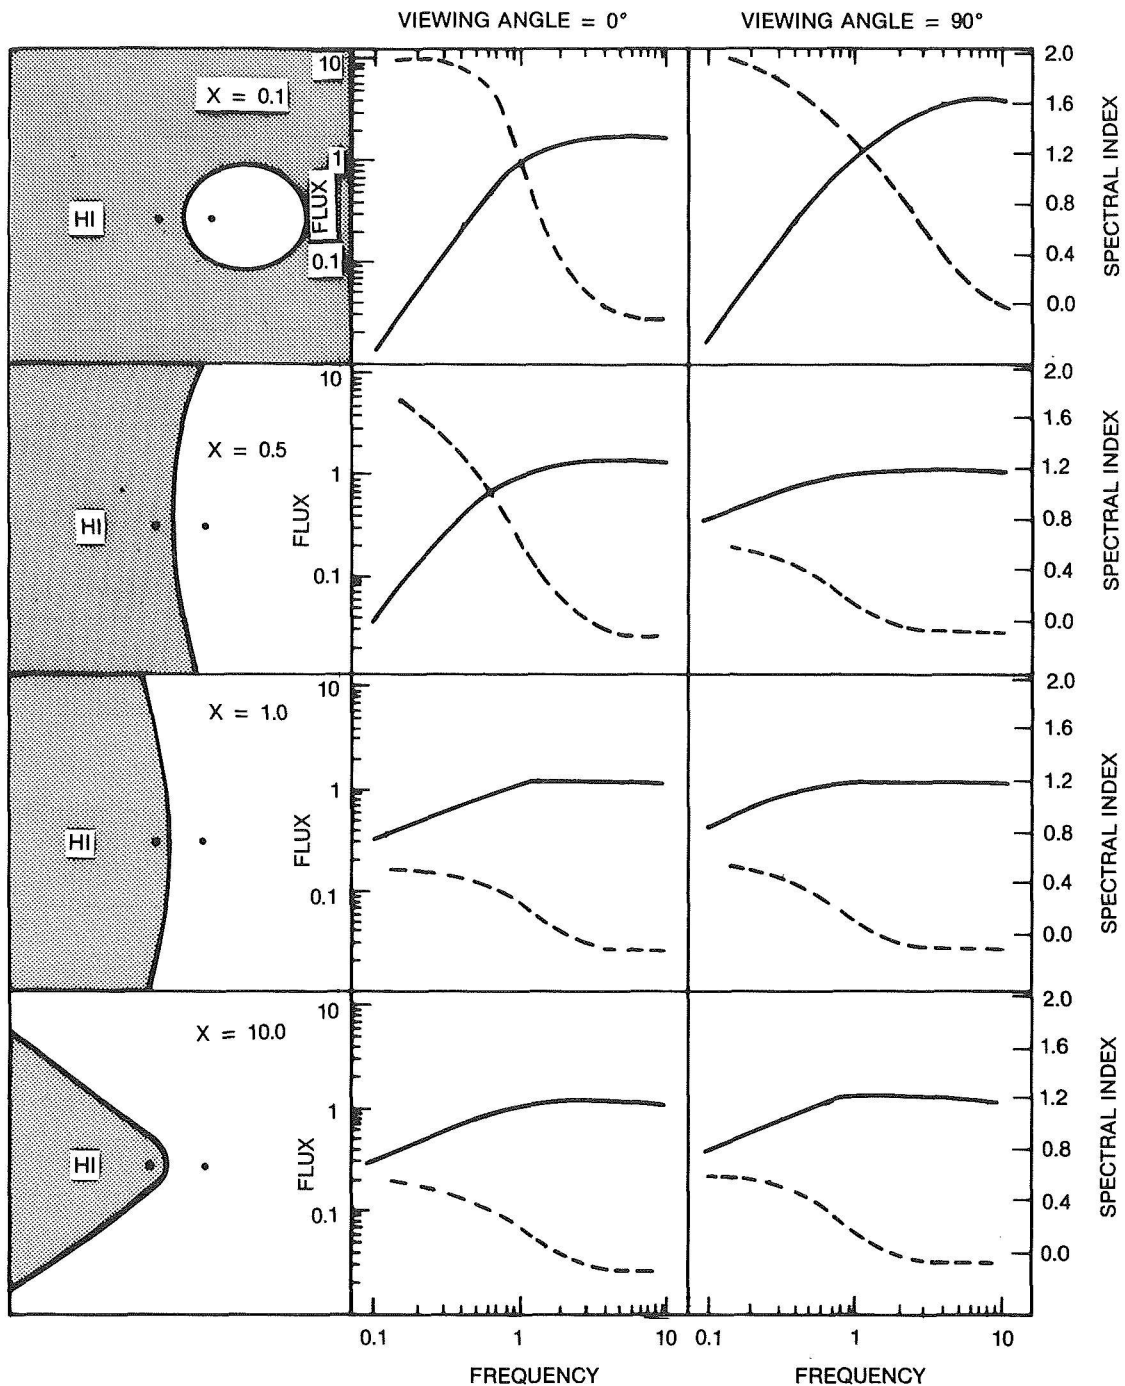 VIEWING ANGLE = 0°
VIEWING ANGLE = 90°
X = 0.1
HI
10
1
0.1
FLUX
2.0
1.6
1.2
0.8
0.4
0.0
SPECTRAL INDEX
X = 0.5
HI
10
1
0.1
FLUX
2.0
1.6
1.2
0.8
0.4
0.0
SPECTRAL INDEX
X = 1.0
HI
10
1
0.1
FLUX
2.0
1.6
1.2
0.8
0.4
0.0
SPECTRAL INDEX
X = 10.0
HI
10
1
0.1
FLUX
2.0
1.6
1.2
0.8
0.4
0.0
SPECTRAL INDEX
0.1 1 10
0.1 1 10
FREQUENCY
FREQUENCY